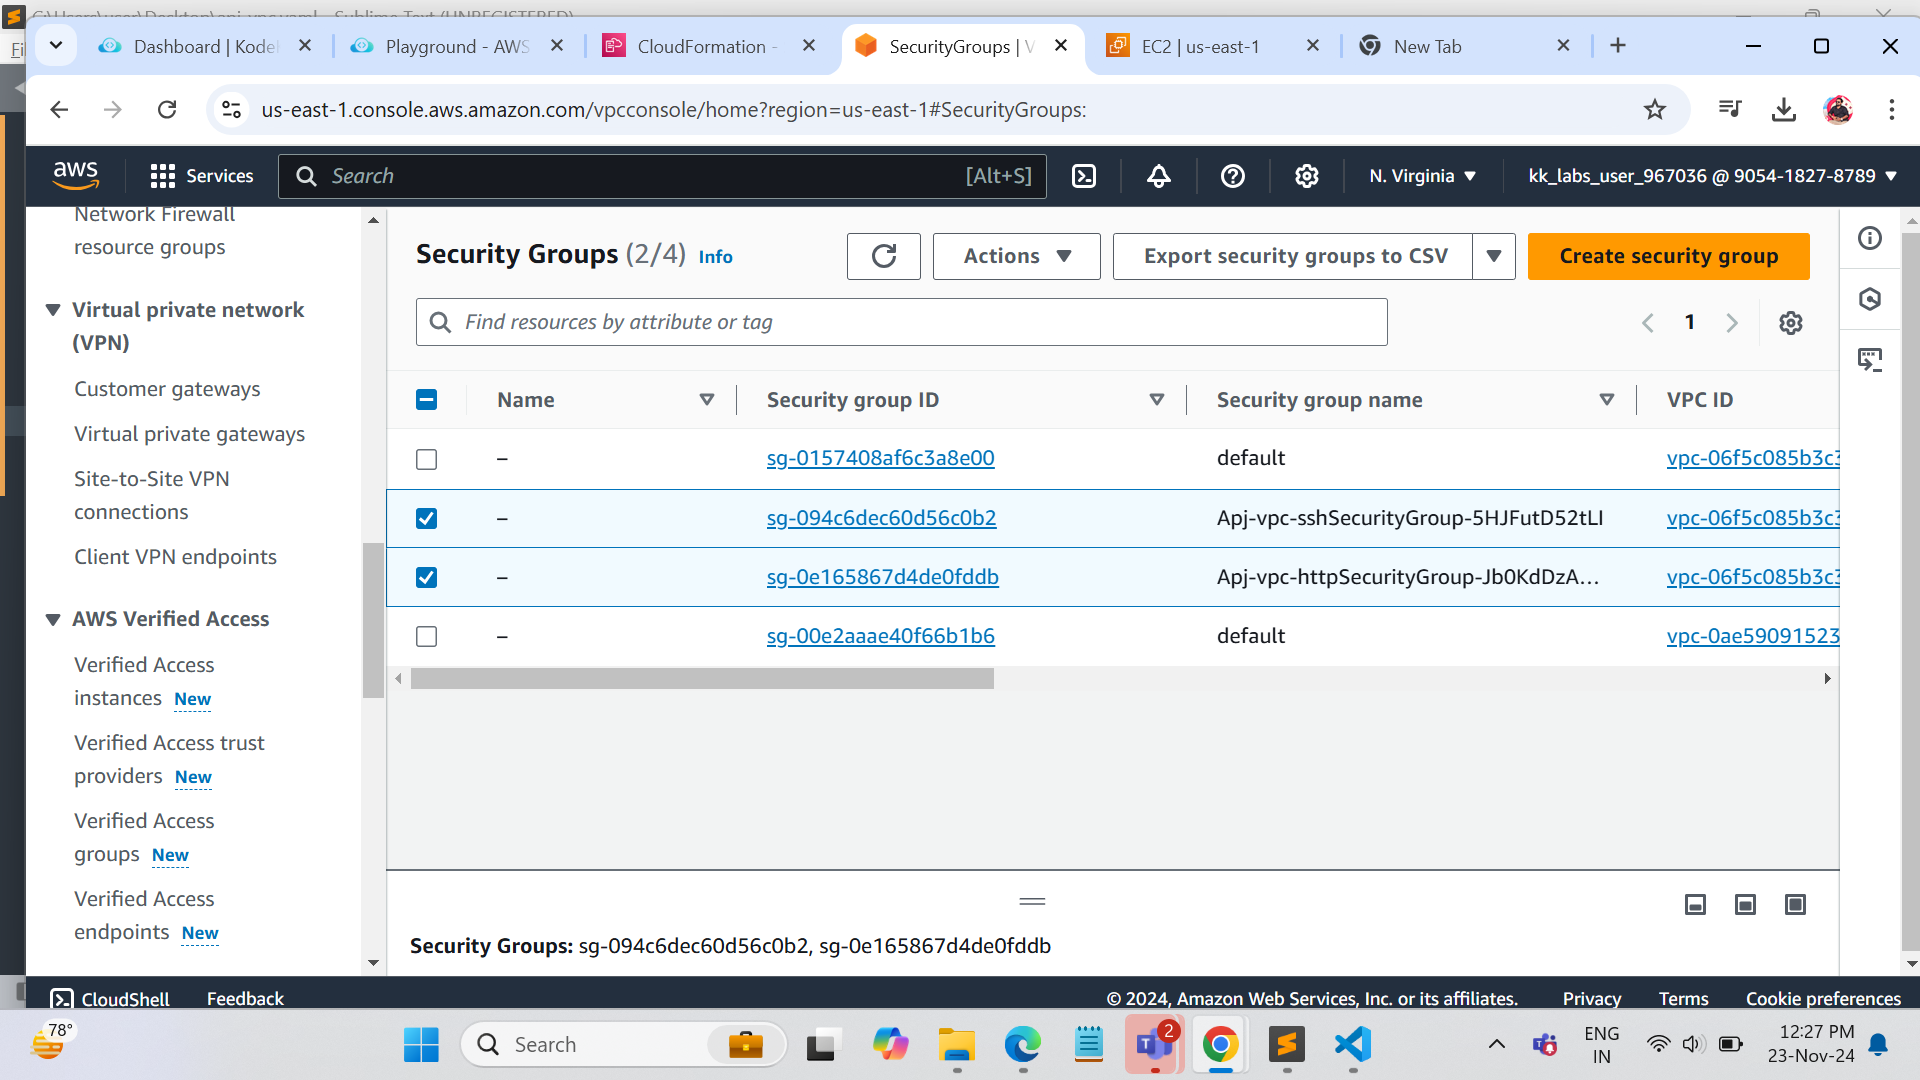 Dashboard | Kode
Playground - AWS
CloudFormation -
SecurityGroups | V
EC2 | us-east-1
New Tab
us-east-1.console.aws.amazon.com/vpcconsole/home?region=us-east-1#SecurityGroups:
aws
Services
Search
[Alt+S]
N. Virginia
kk_labs_user_967036 @ 9054-1827-8789
Network Firewall
resource groups
Virtual private network
(VPN)
Customer gateways
Virtual private gateways
Site-to-Site VPN
connections
Client VPN endpoints
AWS Verified Access
Verified Access
instances New
Verified Access trust
providers New
Verified Access
groups New
Verified Access
endpoints New
Security Groups (2/4) Info
Actions
Export security groups to CSV
Create security group
Find resources by attribute or tag
1
Name Security group ID Security group name VPC ID
– sg-0157408af6c3a8e00 default vpc-06f5c085b3c3
– sg-094c6dec60d56c0b2 Apj-vpc-sshSecurityGroup-5HJFutD52tLI vpc-06f5c085b3c3
– sg-0e165867d4de0fddb Apj-vpc-httpSecurityGroup-Jb0KdDzA... vpc-06f5c085b3c3
– sg-00e2aaae40f66b1b6 default vpc-0ae59091523
Security Groups: sg-094c6dec60d56c0b2, sg-0e165867d4de0fddb
CloudShell
Feedback
© 2024, Amazon Web Services, Inc. or its affiliates.
Privacy
Terms
Cookie preferences
78°
Search
2
ENG
IN
12:27 PM
23-Nov-24